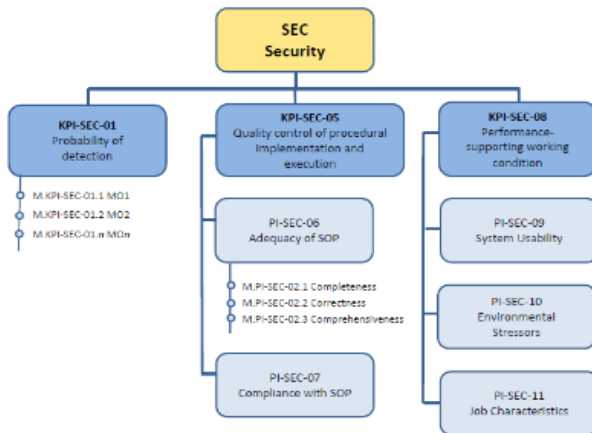 SEC
Security
KPI-SEC-01
Probability of
detection
M.KPI-SEC-01.1 MO1
M.KPI-SEC-01.2 MO2
M.KPI-SEC-01.n MOn
KPI-SEC-05
Quality control of procedural
implementation and
execution
PI-SEC-06
Adequacy of SOP
M.PI-SEC-02.1 Completeness
M.PI-SEC-02.2 Correctness
M.PI-SEC-02.3 Comprehensiveness
PI-SEC-07
Compliance with SOP
KPI-SEC-08
Performance-
supporting working
condition
PI-SEC-09
System Usability
PI-SEC-10
Environmental
Stressors
PI-SEC-11
Job Characteristics